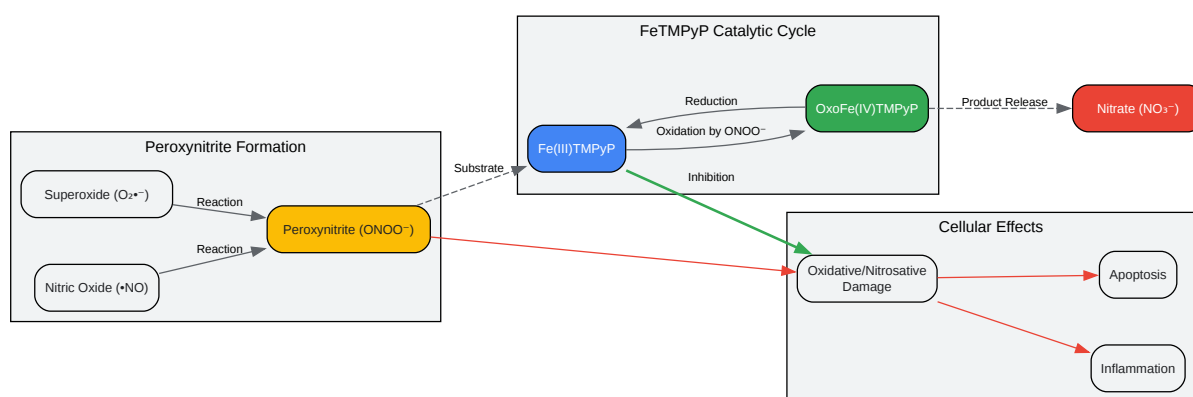 FeTMPyP Catalytic Cycle
Reduction
OxoFe(IV)TMPyP
Product Release
Nitrate (NO₃⁻)
Oxidation by ONOO⁻
Fe(III)TMPyP
Peroxynitrite Formation
Substrate
Inhibition
Superoxide (O₂•⁻)
Reaction
Peroxynitrite (ONOO⁻)
Reaction
Nitric Oxide (•NO)
Cellular Effects
Oxidative/Nitrosative
Damage
Apoptosis
Inflammation